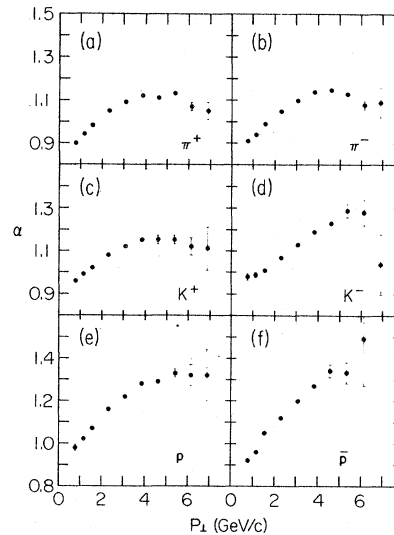 1.5
(a)
(b)
1.3
1.1
0.9
π+
π−
(c)
(d)
1.3
α
1.1
0.9
K+
K−
(e)
(f)
1.4
1.2
1.0
0.8
p
p̄
0 2 4 6 0 2 4 6 8
P⊥ (GeV/c)